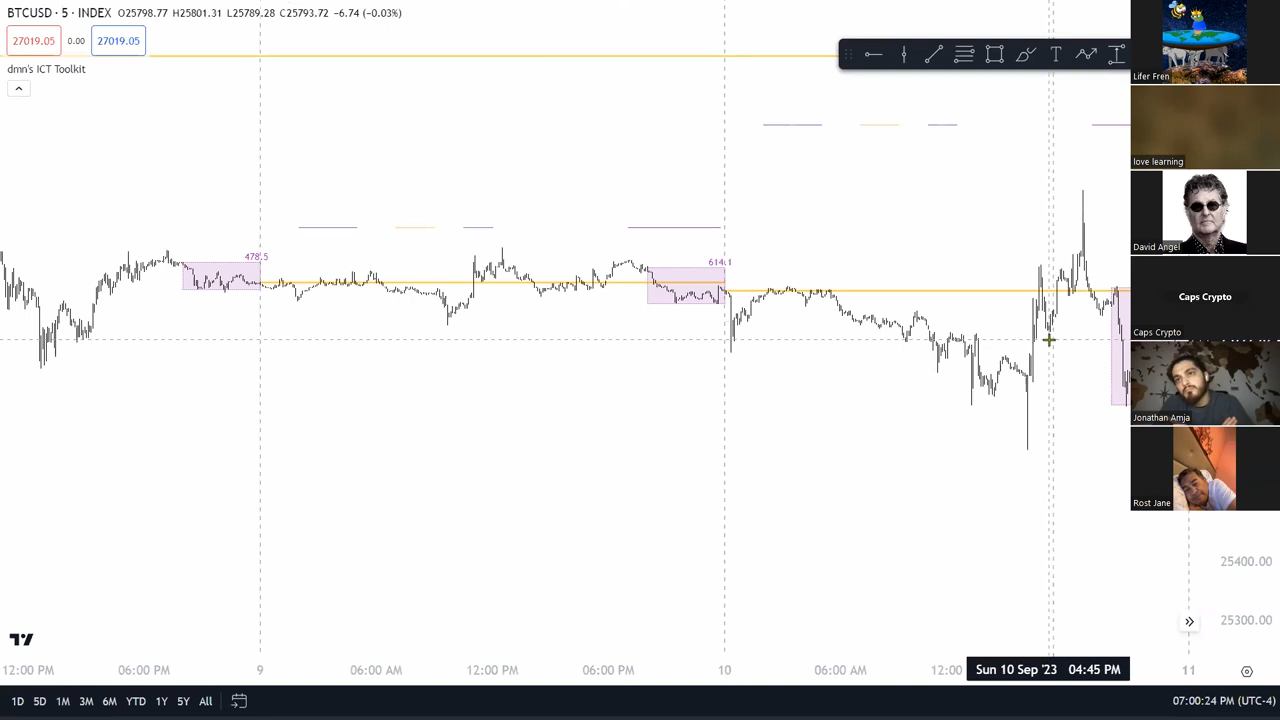 BTCUSD · 5 · INDEX O25798.77 H25801.31 L25789.28 C25793.72 −6.74 (−0.03%)
27019.05 0.00 27019.05
dmn's ICT Toolkit
Lifer Fren
love learning
David Angel
Caps Crypto
Caps Crypto
Jonathan Amja
Rost Jane
478.5
614.1
25400.00
25300.00
12:00 PM 06:00 PM 9 06:00 AM 12:00 PM 06:00 PM 10 06:00 AM 12:00 Sun 10 Sep '23 04:45 PM 11
1D 5D 1M 3M 6M YTD 1Y 5Y All 07:00:24 PM (UTC-4)